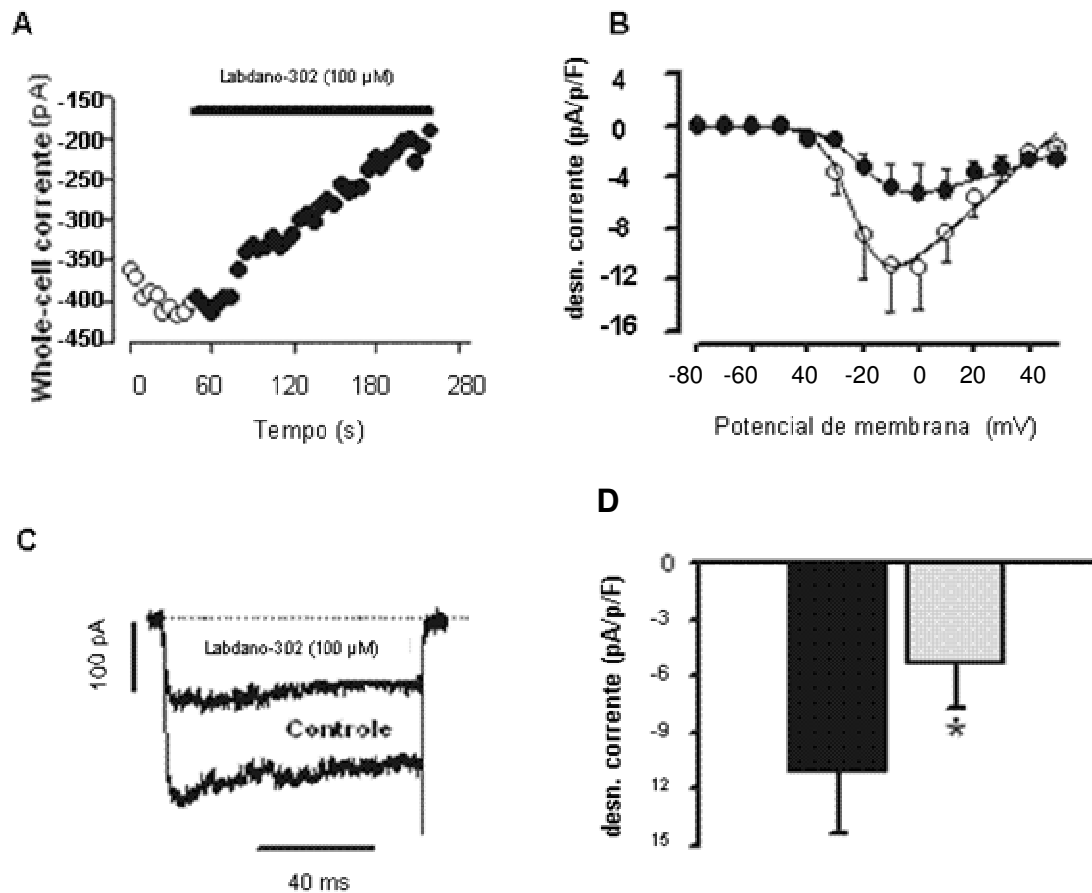 A
Labdano-302 (100 µM)
Whole-cell corrente (pA)
-150
-200
-250
-300
-350
-400
-450
0 60 120 180 280
Tempo (s)
B
desn. corrente (pA/p/F)
4
0
-4
-8
-12
-16
-80 -60 40 -20 0 20 40
Potencial de membrana (mV)
C
100 pA
Labdano-302 (100 µM)
Controle
40 ms
D
desn. corrente (pA/p/F)
0
-3
-6
-9
12
15
*